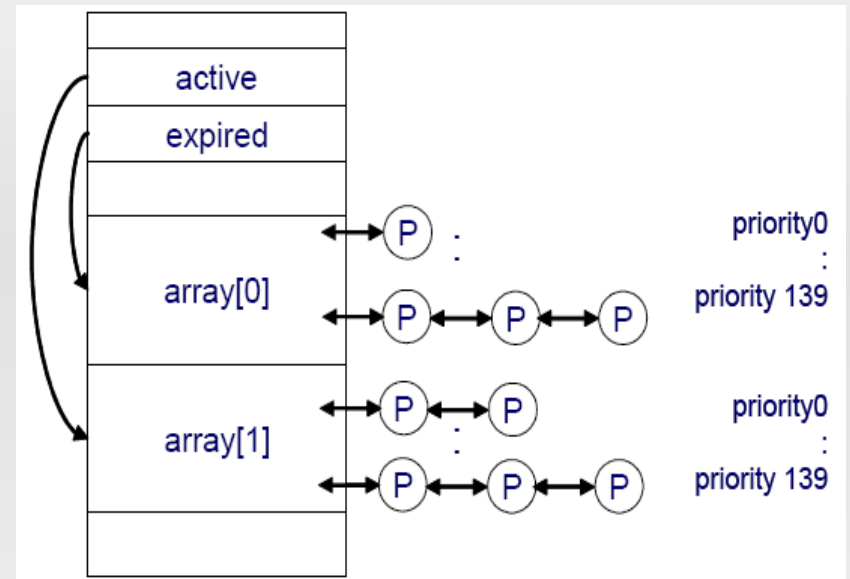 active
expired
P
:
priority0
:
array[0]
P P P
priority 139
P P
priority0
array[1]
:
:
P P P
priority 139